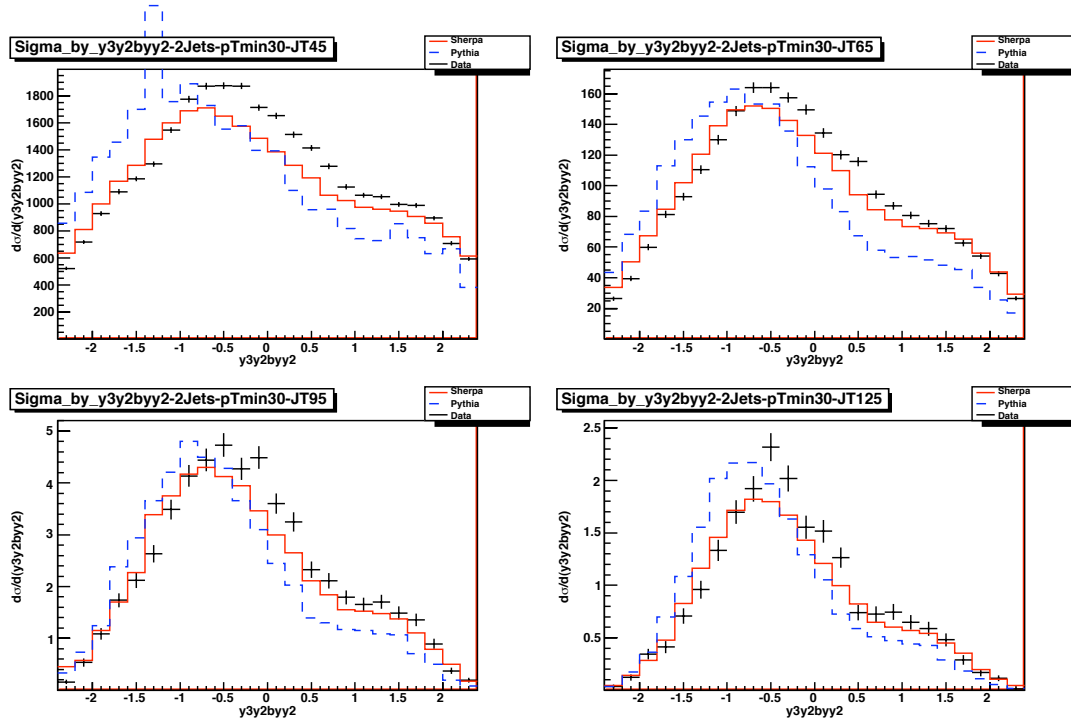 Sigma_by_y3y2byy2-2Jets-pTmin30-JT45
Sherpa
Pythia
Data
dσ/d(y3y2byy2)
1800
1600
1400
1200
1000
800
600
400
200
-2 -1.5 -1 -0.5 0 0.5 1 1.5 2
y3y2byy2
Sigma_by_y3y2byy2-2Jets-pTmin30-JT65
Sherpa
Pythia
Data
dσ/d(y3y2byy2)
160
140
120
100
80
60
40
20
-2 -1.5 -1 -0.5 0 0.5 1 1.5 2
y3y2byy2
Sigma_by_y3y2byy2-2Jets-pTmin30-JT95
Sherpa
Pythia
Data
dσ/d(y3y2byy2)
5
4
3
2
1
-2 -1.5 -1 -0.5 0 0.5 1 1.5 2
y3y2byy2
Sigma_by_y3y2byy2-2Jets-pTmin30-JT125
Sherpa
Pythia
Data
dσ/d(y3y2byy2)
2.5
2
1.5
1
0.5
-2 -1.5 -1 -0.5 0 0.5 1 1.5 2
y3y2byy2